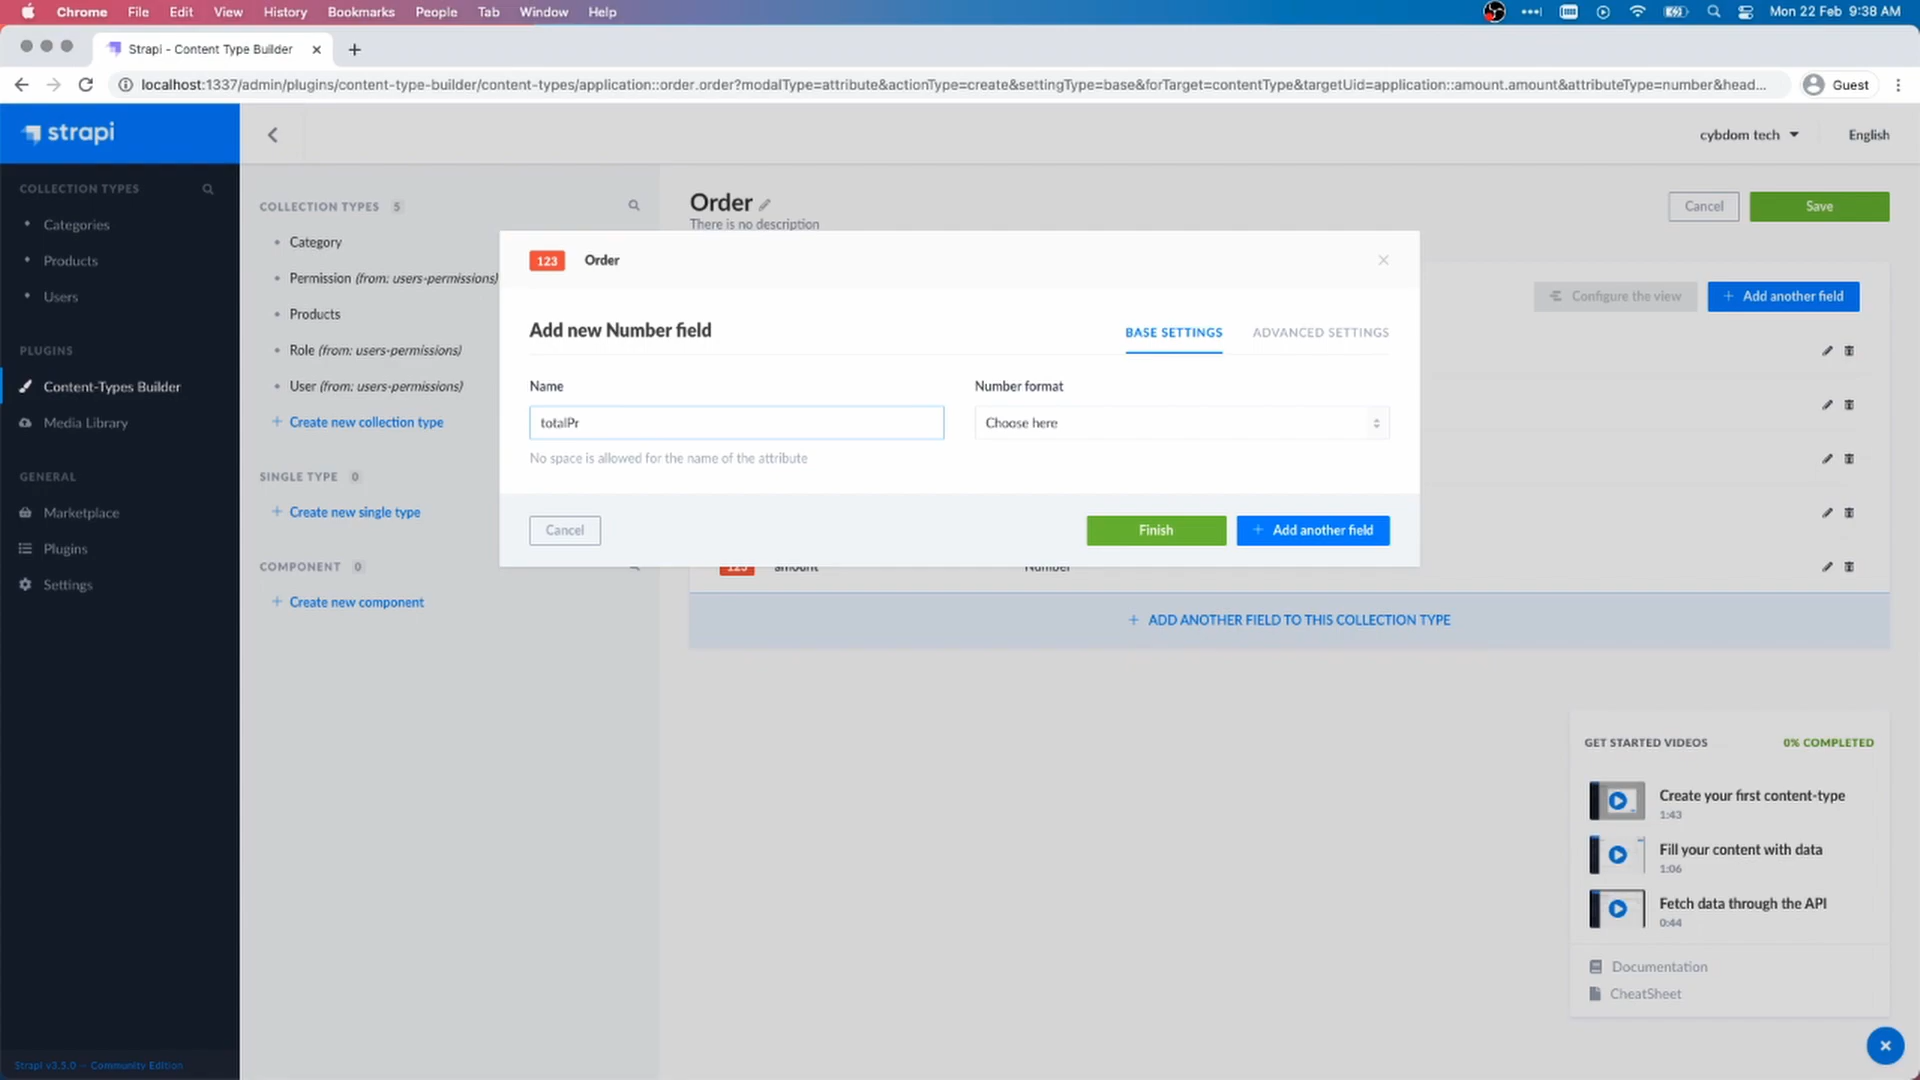 Chrome File Edit View History Bookmarks People Tab Window Help Mon 22 Feb 9:38 AM
Strapi - Content Type Builder
localhost:1337/admin/plugins/content-type-builder/content-types/application::order.order?modalType=attribute&actionType=create&settingType=base&forTarget=contentType&targetUid=application::amount.amount&attributeType=number&head... Guest
strapi
cybdom tech English
COLLECTION TYPES
Categories
Products
Users
PLUGINS
Content-Types Builder
Media Library
GENERAL
Marketplace
Plugins
Settings
Strapi v3.5.0 — Community Edition
COLLECTION TYPES 5
Category
Permission (from: users-permissions)
Products
Role (from: users-permissions)
User (from: users-permissions)
+ Create new collection type
SINGLE TYPE 0
+ Create new single type
COMPONENT 0
+ Create new component
Order
There is no description
Cancel Save
Configure the view + Add another field
123 Order
Add new Number field BASE SETTINGS ADVANCED SETTINGS
Name Number format
totalPr Choose here
No space is allowed for the name of the attribute
Cancel Finish + Add another field
123 amount Number
+ ADD ANOTHER FIELD TO THIS COLLECTION TYPE
GET STARTED VIDEOS 0% COMPLETED
Create your first content-type
1:43
Fill your content with data
1:06
Fetch data through the API
0:44
Documentation
CheatSheet